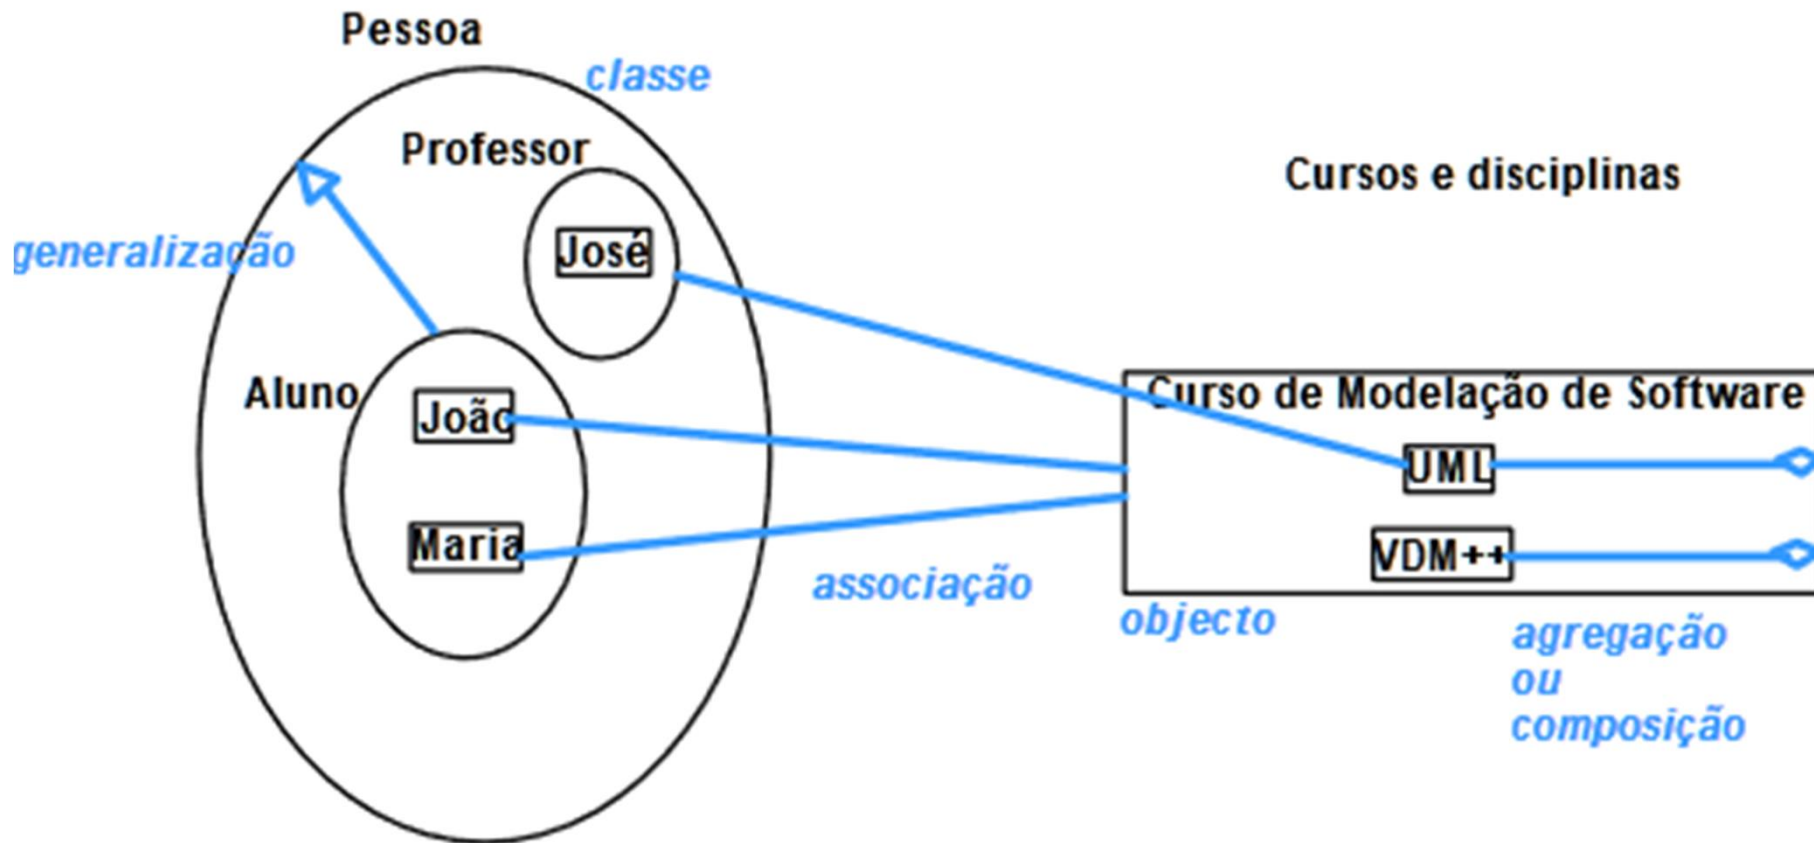 Pessoa
classe
Professor
Cursos e disciplinas
José
generalização
Aluno
João
Curso de Modelação de Software
UML
Maria
VDM++
associação
objecto
agregação
ou
composição